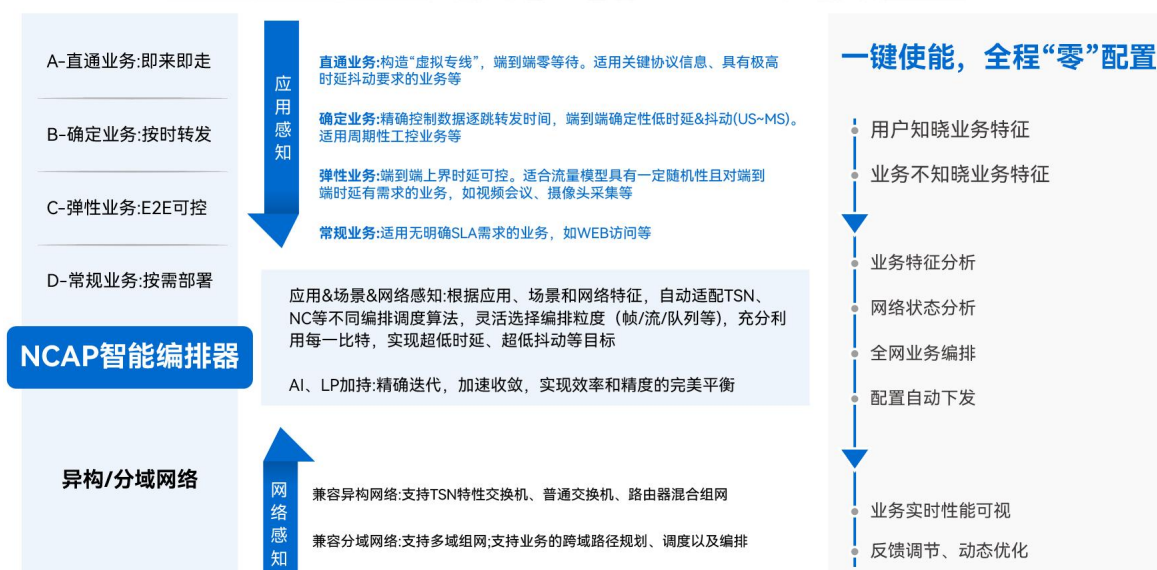 A-直通业务:即来即走
B-确定业务:按时转发
C-弹性业务:E2E可控
D-常规业务:按需部署
NCAP智能编排器
异构/分域网络
应用感知
直通业务:构造“虚拟专线”，端到端零等待。适用关键协议信息、具有极高
时延抖动要求的业务等
确定业务:精确控制数据逐跳转发时间，端到端确定性低时延&抖动(US~MS)。
适用周期性工控业务等
弹性业务:端到端上界时延可控。适合流量模型具有一定随机性且对端到
端时延有需求的业务，如视频会议、摄像头采集等
常规业务:适用无明确SLA需求的业务，如WEB访问等
应用&场景&网络感知:根据应用、场景和网络特征，自动适配TSN、
NC等不同编排调度算法，灵活选择编排粒度（帧/流/队列等），充分利
用每一比特，实现超低时延、超低抖动等目标
AI、LP加持:精确迭代，加速收敛，实现效率和精度的完美平衡
网络感知
兼容异构网络:支持TSN特性交换机、普通交换机、路由器混合组网
兼容分域网络:支持多域组网;支持业务的跨域路径规划、调度以及编排
一键使能，全程“零”配置
用户知晓业务特征
业务不知晓业务特征
业务特征分析
网络状态分析
全网业务编排
配置自动下发
业务实时性能可视
反馈调节、动态优化